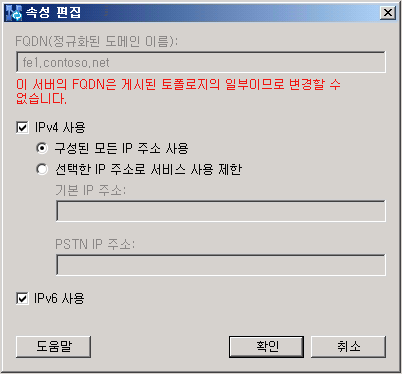 속성 편집
FQDN(정규화된 도메인 이름):
fe1.contoso.net
이 서버의 FQDN은 게시된 토폴로지의 일부이므로 변경할 수
없습니다.
IPv4 사용
구성된 모든 IP 주소 사용
선택한 IP 주소로 서비스 사용 제한
기본 IP 주소:
PSTN IP 주소:
IPv6 사용
도움말 확인 취소